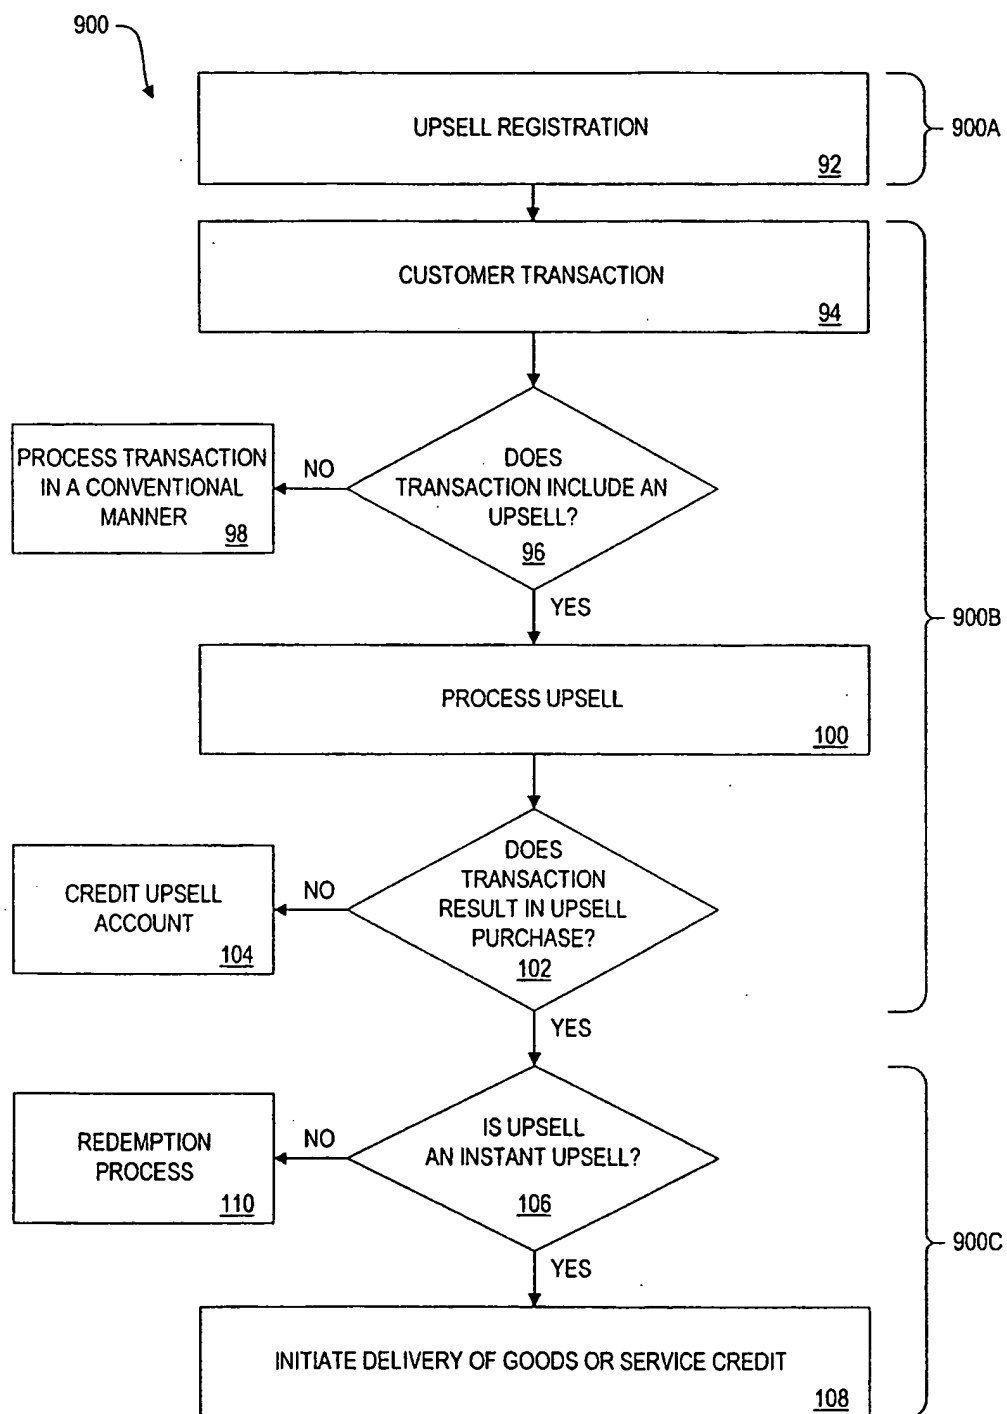 900
UPSELL REGISTRATION
92
900A
CUSTOMER TRANSACTION
94
DOES
TRANSACTION INCLUDE AN
UPSELL?
96
NO
PROCESS TRANSACTION
IN A CONVENTIONAL
MANNER
98
YES
900B
PROCESS UPSELL
100
DOES
TRANSACTION
RESULT IN UPSELL
PURCHASE?
102
NO
CREDIT UPSELL
ACCOUNT
104
YES
IS UPSELL
AN INSTANT UPSELL?
106
NO
REDEMPTION
PROCESS
110
900C
YES
INITIATE DELIVERY OF GOODS OR SERVICE CREDIT
108